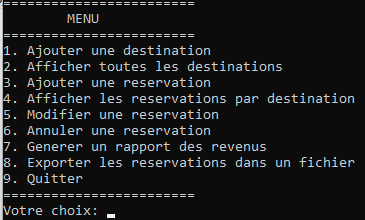 ========================
MENU
========================
1. Ajouter une destination
2. Afficher toutes les destinations
3. Ajouter une reservation
4. Afficher les reservations par destination
5. Modifier une reservation
6. Annuler une reservation
7. Generer un rapport des revenus
8. Exporter les reservations dans un fichier
9. Quitter
========================
Votre choix: